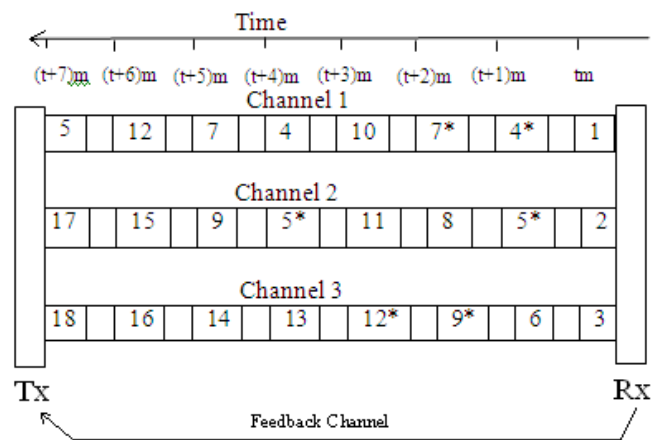 Time
(t+7)m (t+6)m (t+5)m (t+4)m (t+3)m (t+2)m (t+1)m tm
Channel 1
5 12 7 4 10 7* 4* 1
Channel 2
17 15 9 5* 11 8 5* 2
Channel 3
18 16 14 13 12* 9* 6 3
Tx Rx
Feedback Channel